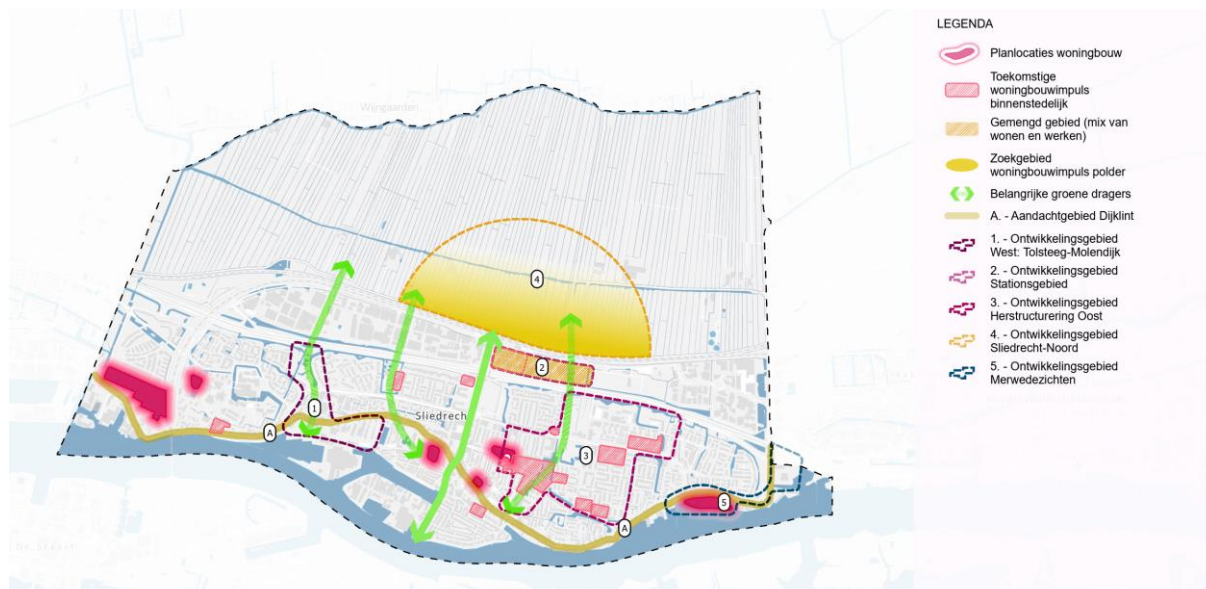 LEGENDA
Planlocaties woningbouw
Toekomstige
woningbouwimpuls
binnenstedelijk
Gemengd gebied (mix van
wonen en werken)
Zoekgebied
woningbouwimpuls polder
Belangrijke groene dragers
A. - Aandachtgebied Dijklint
1. - Ontwikkelingsgebied
West: Tolsteeg-Molendijk
2. - Ontwikkelingsgebied
Stationsgebied
3. - Ontwikkelingsgebied
Herstructurering Oost
4. - Ontwikkelingsgebied
Sliedrecht-Noord
5. - Ontwikkelingsgebied
Merwedezichten
Wijngaarden
4
2
1
Sliedrech
A
3
5
A